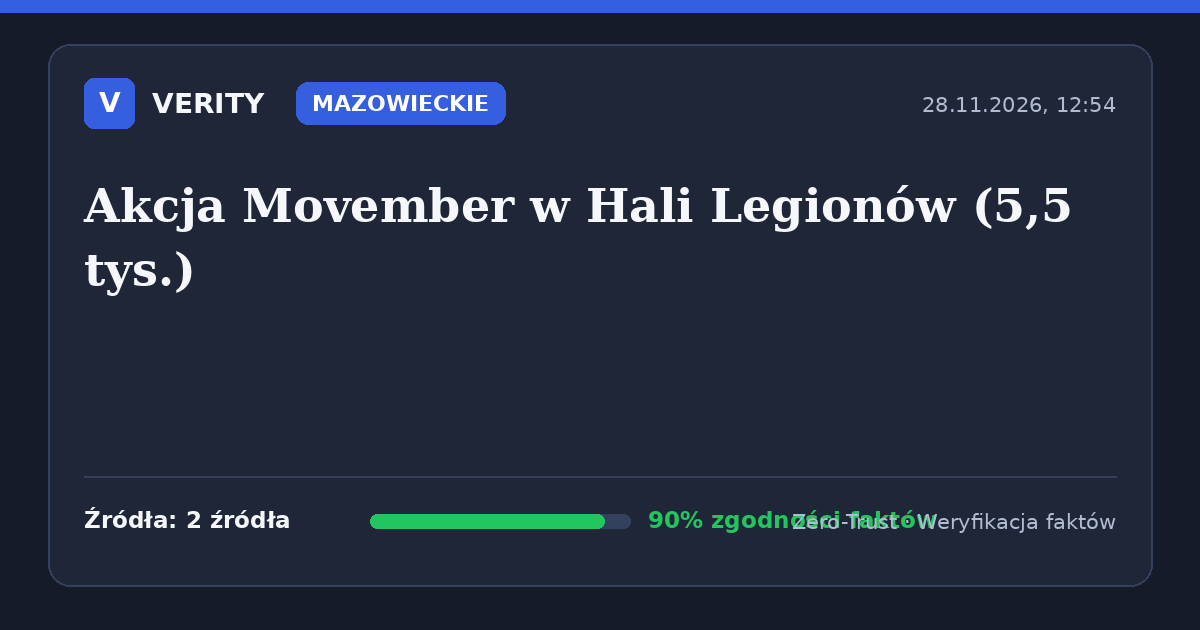 V VERITY MAZOWIECKIE 28.11.2026, 12:54
Akcja Movember w Hali Legionów (5,5
tys.)
Źródła: 2 źródła 90% zgodności faktów Zero-Trust · Weryfikacja faktów